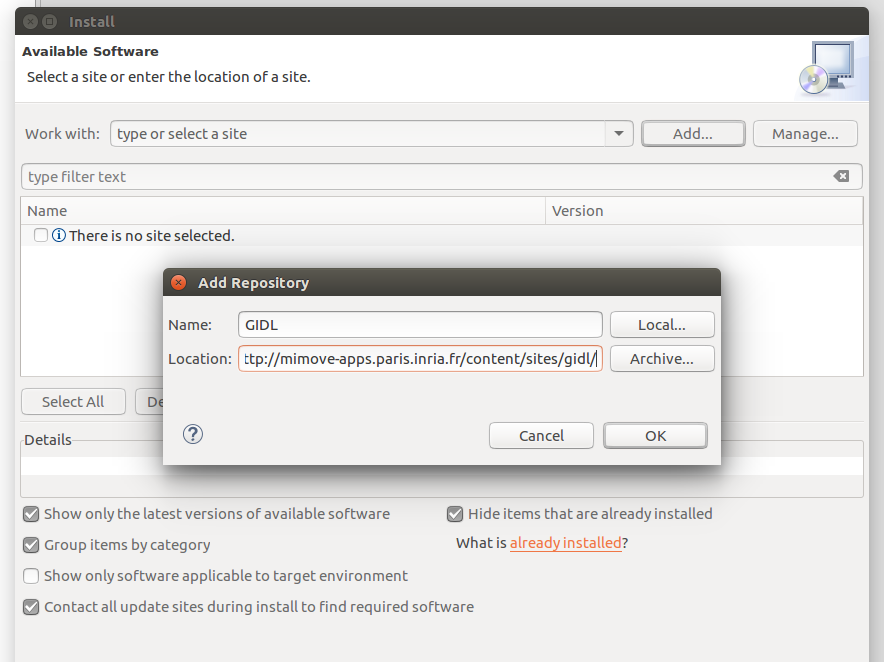 Install
Available Software
Select a site or enter the location of a site.
Work with: type or select a site Add... Manage...
type filter text
Name Version
There is no site selected.
Add Repository
Name: GIDL Local...
Location: ttp://mimove-apps.paris.inria.fr/content/sites/gidl/ Archive...
Select All De
? Cancel OK
Details
Show only the latest versions of available software Hide items that are already installed
Group items by category What is already installed?
Show only software applicable to target environment
Contact all update sites during install to find required software